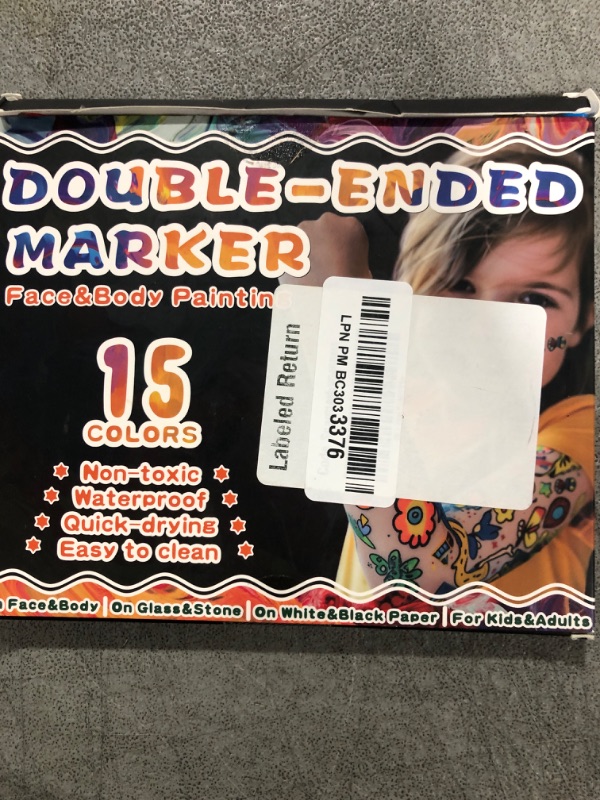 DOUBLE-ENDED
MARKER
Face&Body Painting
15
COLORS
Non-toxic
Waterproof
Quick-drying
Easy to clean
Labeled Return
LPN PM BC3033376
Face&Body | On Glass&Stone | On White&Black Paper | For Kids&Adults